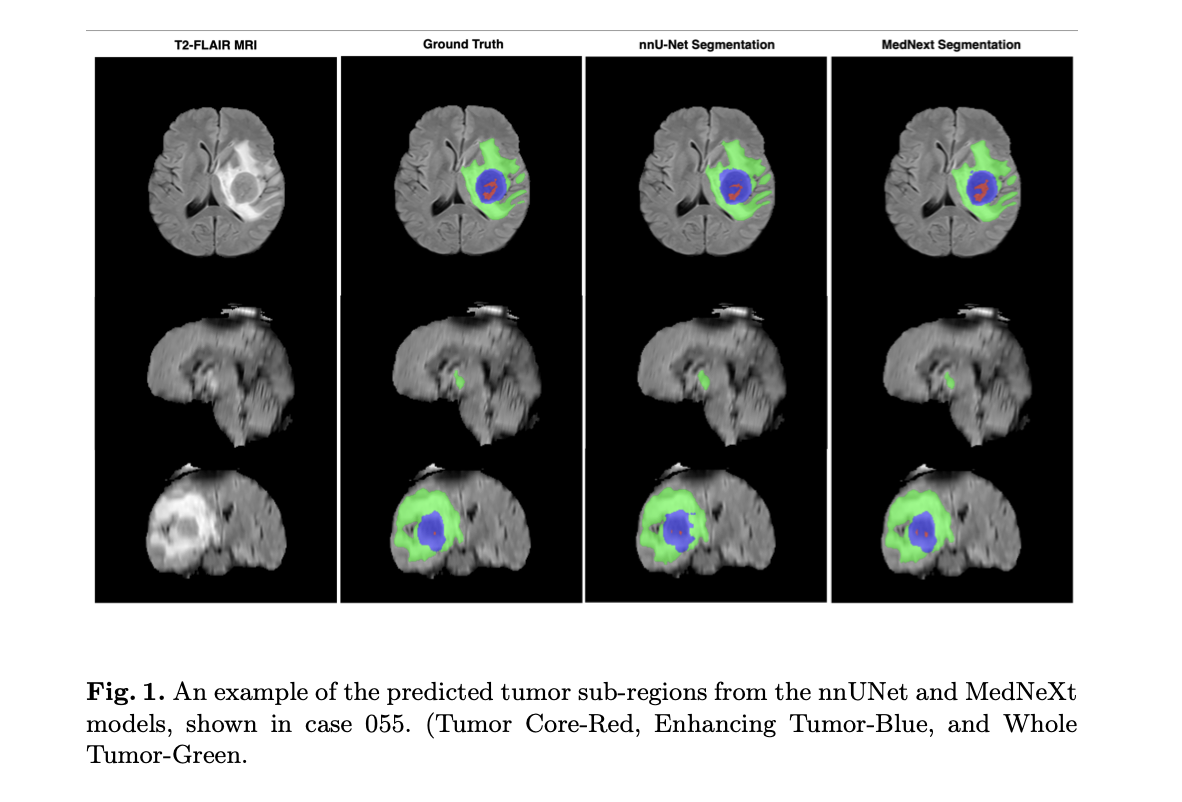 T2-FLAIR MRI Ground Truth nnU-Net Segmentation MedNext Segmentation
Fig. 1. An example of the predicted tumor sub-regions from the nnUNet and MedNeXt
models, shown in case 055. (Tumor Core-Red, Enhancing Tumor-Blue, and Whole
Tumor-Green.